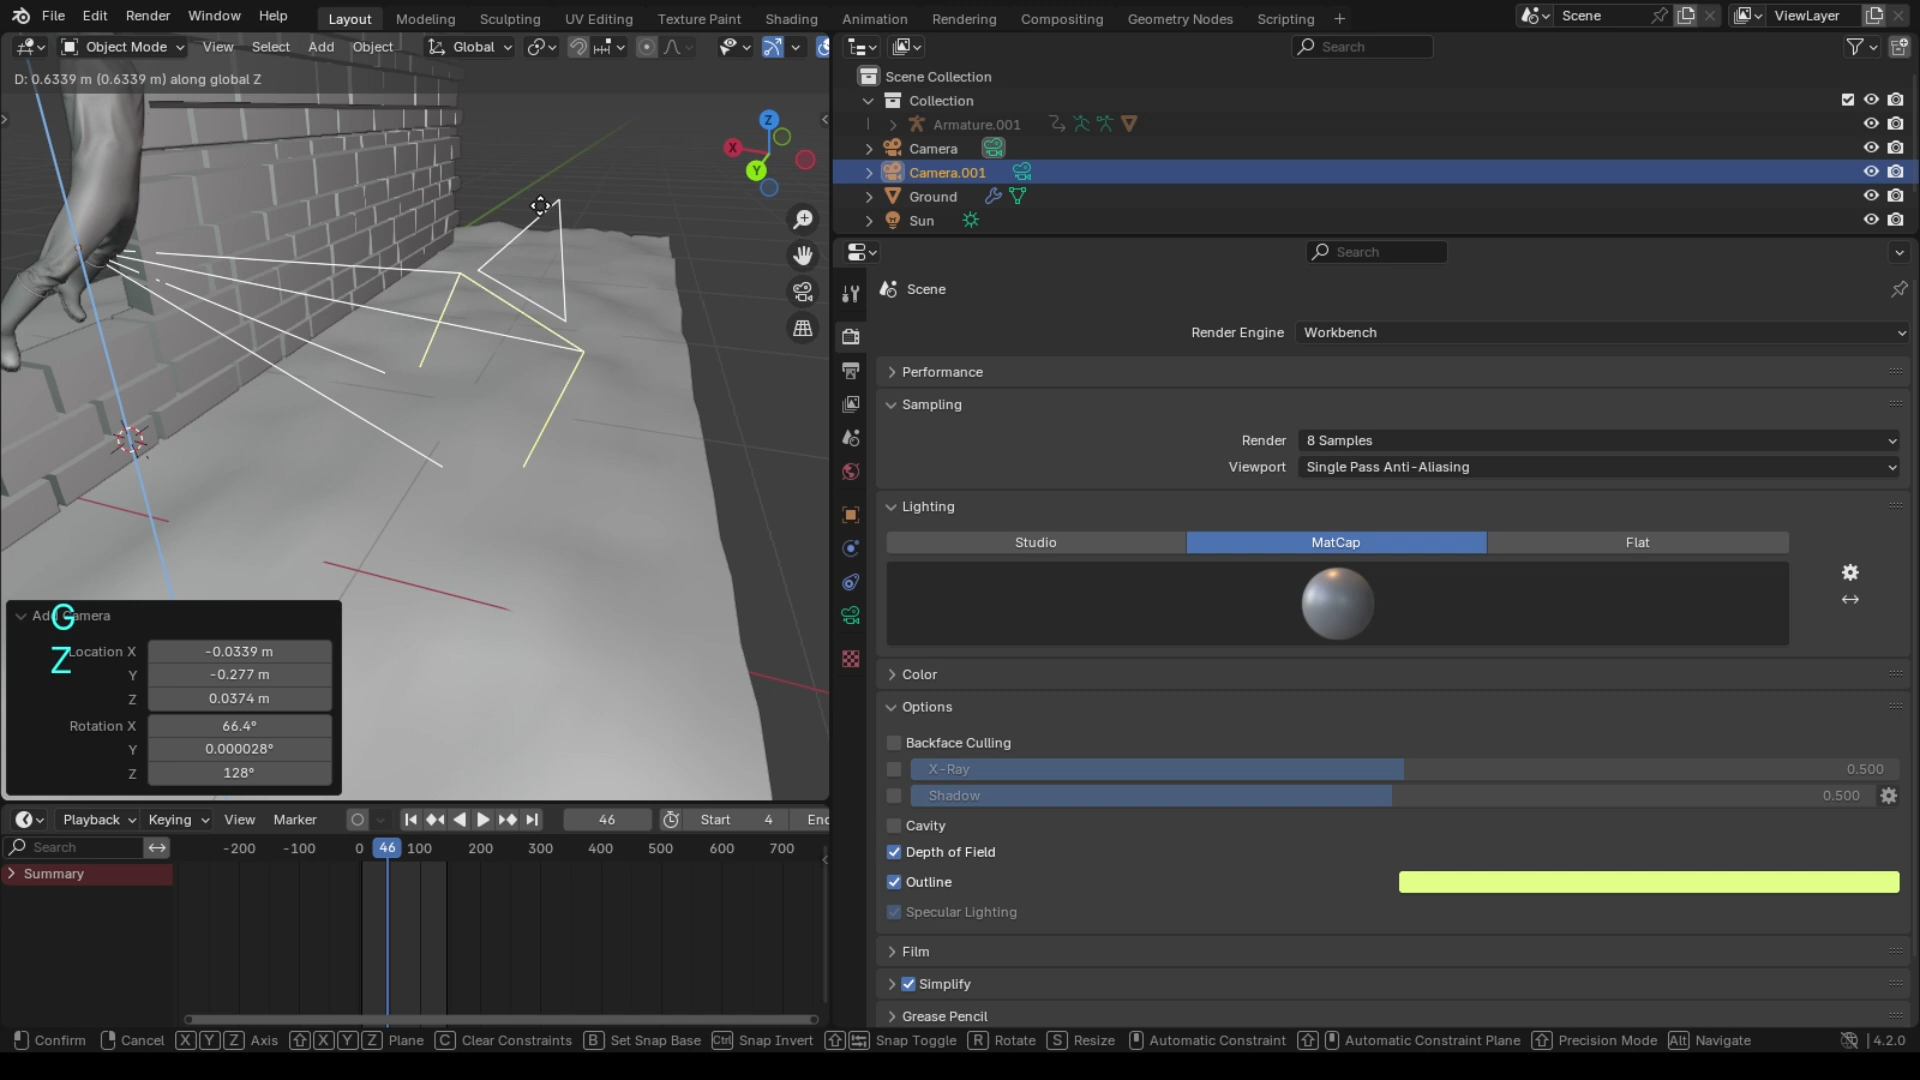 File Edit Render Window Help Layout Modeling Sculpting UV Editing Texture Paint Shading Animation Rendering Compositing Geometry Nodes Scripting + Scene ViewLayer
Object Mode View Select Add Object Global Search
D: 0.6339 m (0.6339 m) along global Z
Scene Collection
Collection
Armature.001
Camera
Camera.001
Ground
Sun
Z
X
Y
Search
Scene
Render Engine Workbench
Performance
Sampling
Render 8 Samples
Viewport Single Pass Anti-Aliasing
Lighting
Studio MatCap Flat
Color
Options
Backface Culling
X-Ray 0.500
Shadow 0.500
Cavity
Depth of Field
Outline
Specular Lighting
Film
Simplify
Grease Pencil
Add Camera
G
Z
Location X -0.0339 m
Y -0.277 m
Z 0.0374 m
Rotation X 66.4°
Y 0.000028°
Z 128°
Playback Keying View Marker 46 Start 4 End
Search -200 -100 0 46 100 200 300 400 500 600 700
Summary
Confirm Cancel X Y Z Axis X Y Z Plane C Clear Constraints B Set Snap Base Ctrl Snap Invert Snap Toggle R Rotate S Resize Automatic Constraint Automatic Constraint Plane Precision Mode Alt Navigate 4.2.0